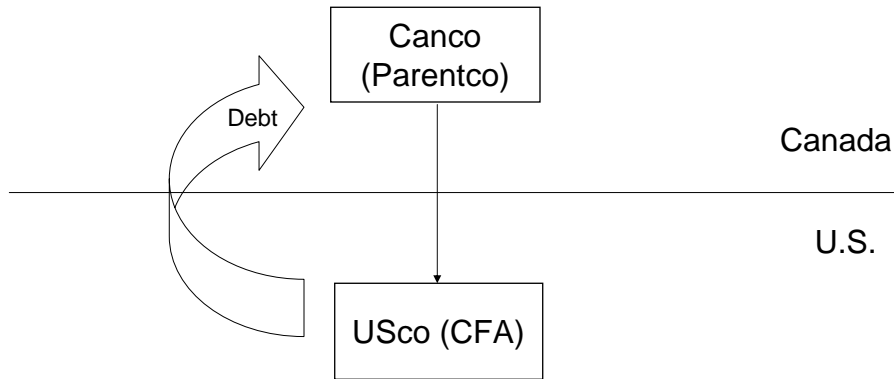 Canco
(Parentco)
Debt
Canada
U.S.
USco (CFA)